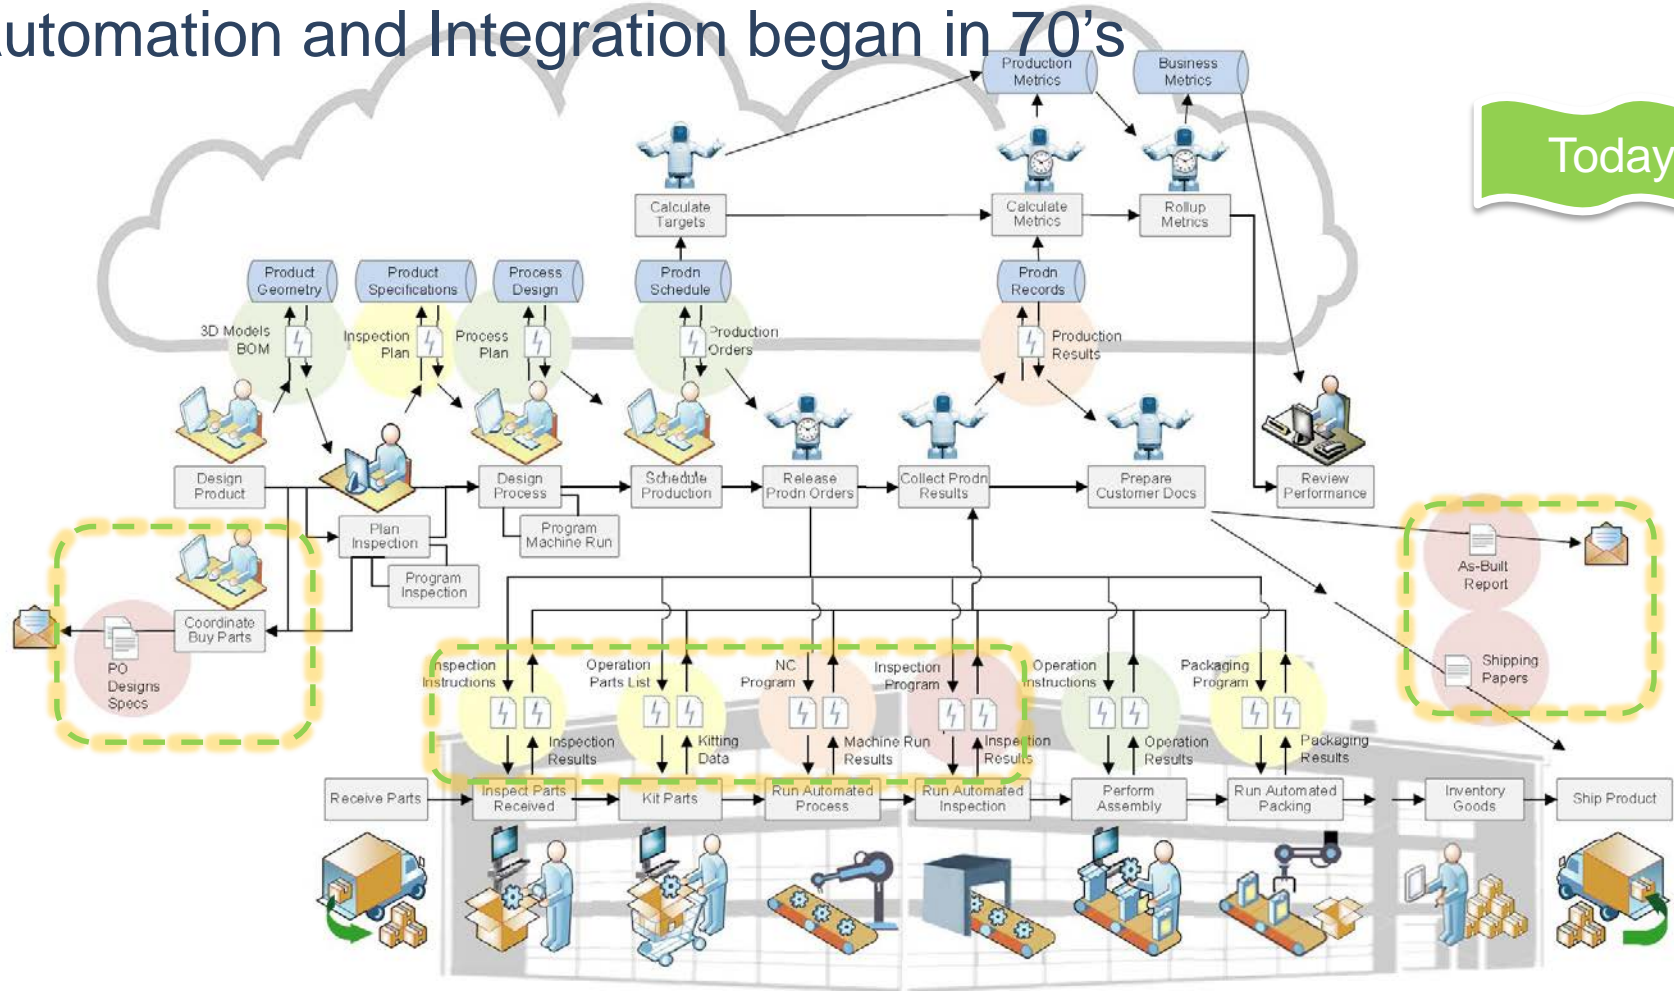 utomation and Integration began in 70's
Today
Production
Metrics
Business
Metrics
Calculate
Targets
Calculate
Metrics
Rollup
Metrics
Product
Geometry
Product
Specifications
Process
Design
Prodn
Schedule
Prodn
Records
3D Models
BOM
Inspection
Plan
Process
Plan
Production
Orders
Production
Results
Design
Product
Design
Process
Schedule
Production
Release
Prodn Orders
Collect Prodn
Results
Prepare
Customer Docs
Review
Performance
Plan
Inspection
Program
Machine Run
Program
Inspection
Coordinate
Buy Parts
PO
Designs
Specs
As-Built
Report
Shipping
Papers
Inspection
Instructions
Operation
Parts List
NC
Program
Inspection
Program
Operation
Instructions
Packaging
Program
Inspection
Results
Kitting
Data
Machine Run
Results
Inspection
Results
Operation
Results
Packaging
Results
Receive Parts
Inspect Parts
Received
Kit Parts
Run Automated
Process
Run Automated
Inspection
Perform
Assembly
Run Automated
Packing
Inventory
Goods
Ship Product